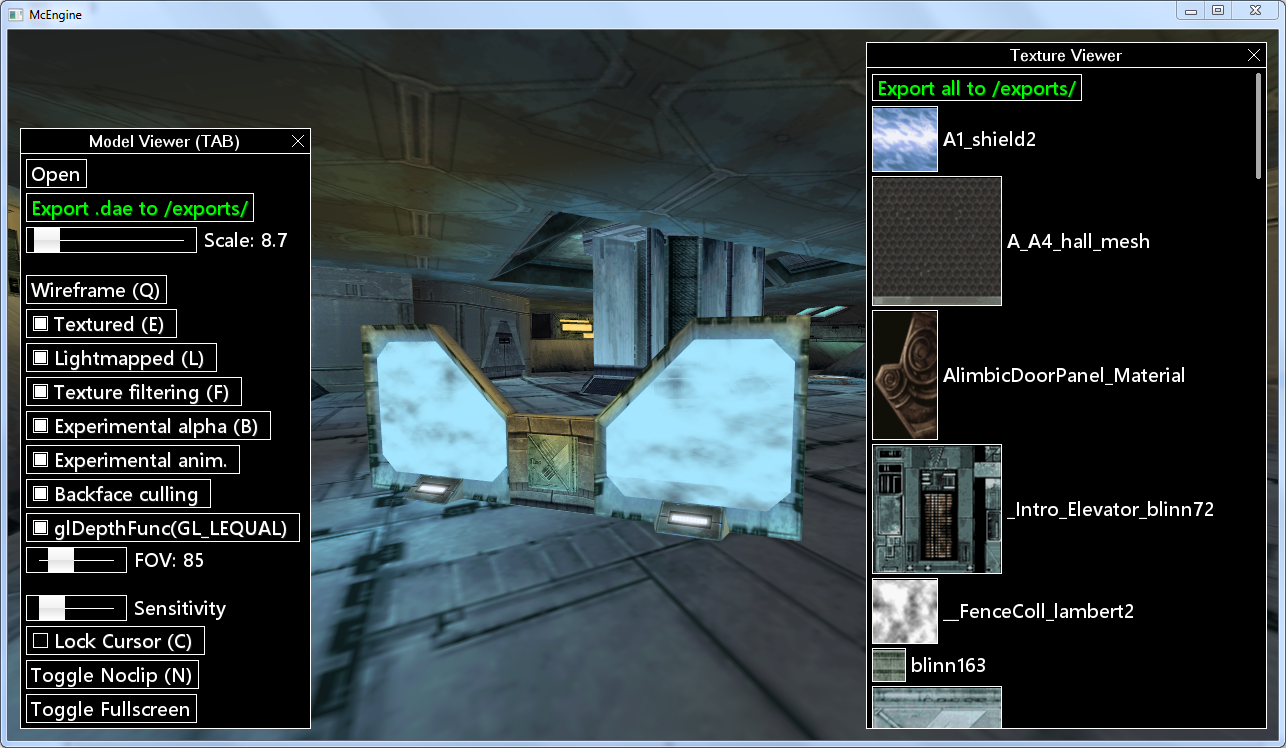 McEngine
Model Viewer (TAB)
Open
Export .dae to /exports/
Scale: 8.7
Wireframe (Q)
Textured (E)
Lightmapped (L)
Texture filtering (F)
Experimental alpha (B)
Experimental anim.
Backface culling
glDepthFunc(GL_LEQUAL)
FOV: 85
Sensitivity
Lock Cursor (C)
Toggle Noclip (N)
Toggle Fullscreen
Texture Viewer
Export all to /exports/
A1_shield2
A_A4_hall_mesh
AlimbicDoorPanel_Material
_Intro_Elevator_blinn72
__FenceColl_lambert2
blinn163